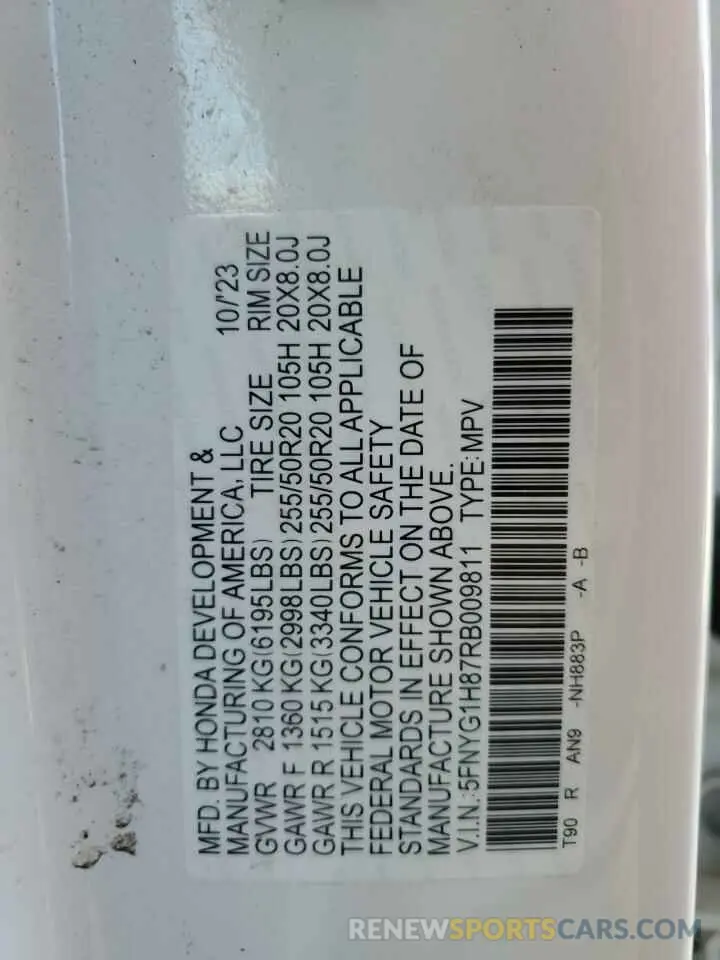 MFD. BY HONDA DEVELOPMENT &
MANUFACTURING OF AMERICA, LLC 10/'23
GVWR 2810 KG(6195LBS) TIRE SIZE RIM SIZE
GAWR F 1360 KG(2998LBS) 255/50R20 105H 20X8.0J
GAWR R 1515 KG(3340LBS) 255/50R20 105H 20X8.0J
THIS VEHICLE CONFORMS TO ALL APPLICABLE
FEDERAL MOTOR VEHICLE SAFETY
STANDARDS IN EFFECT ON THE DATE OF
MANUFACTURE SHOWN ABOVE.
V.I.N.: 5FNYG1H87RB009811 TYPE: MPV
T90 R AN9 -NH883P -A -B
RENEWSPORTSCARS.COM